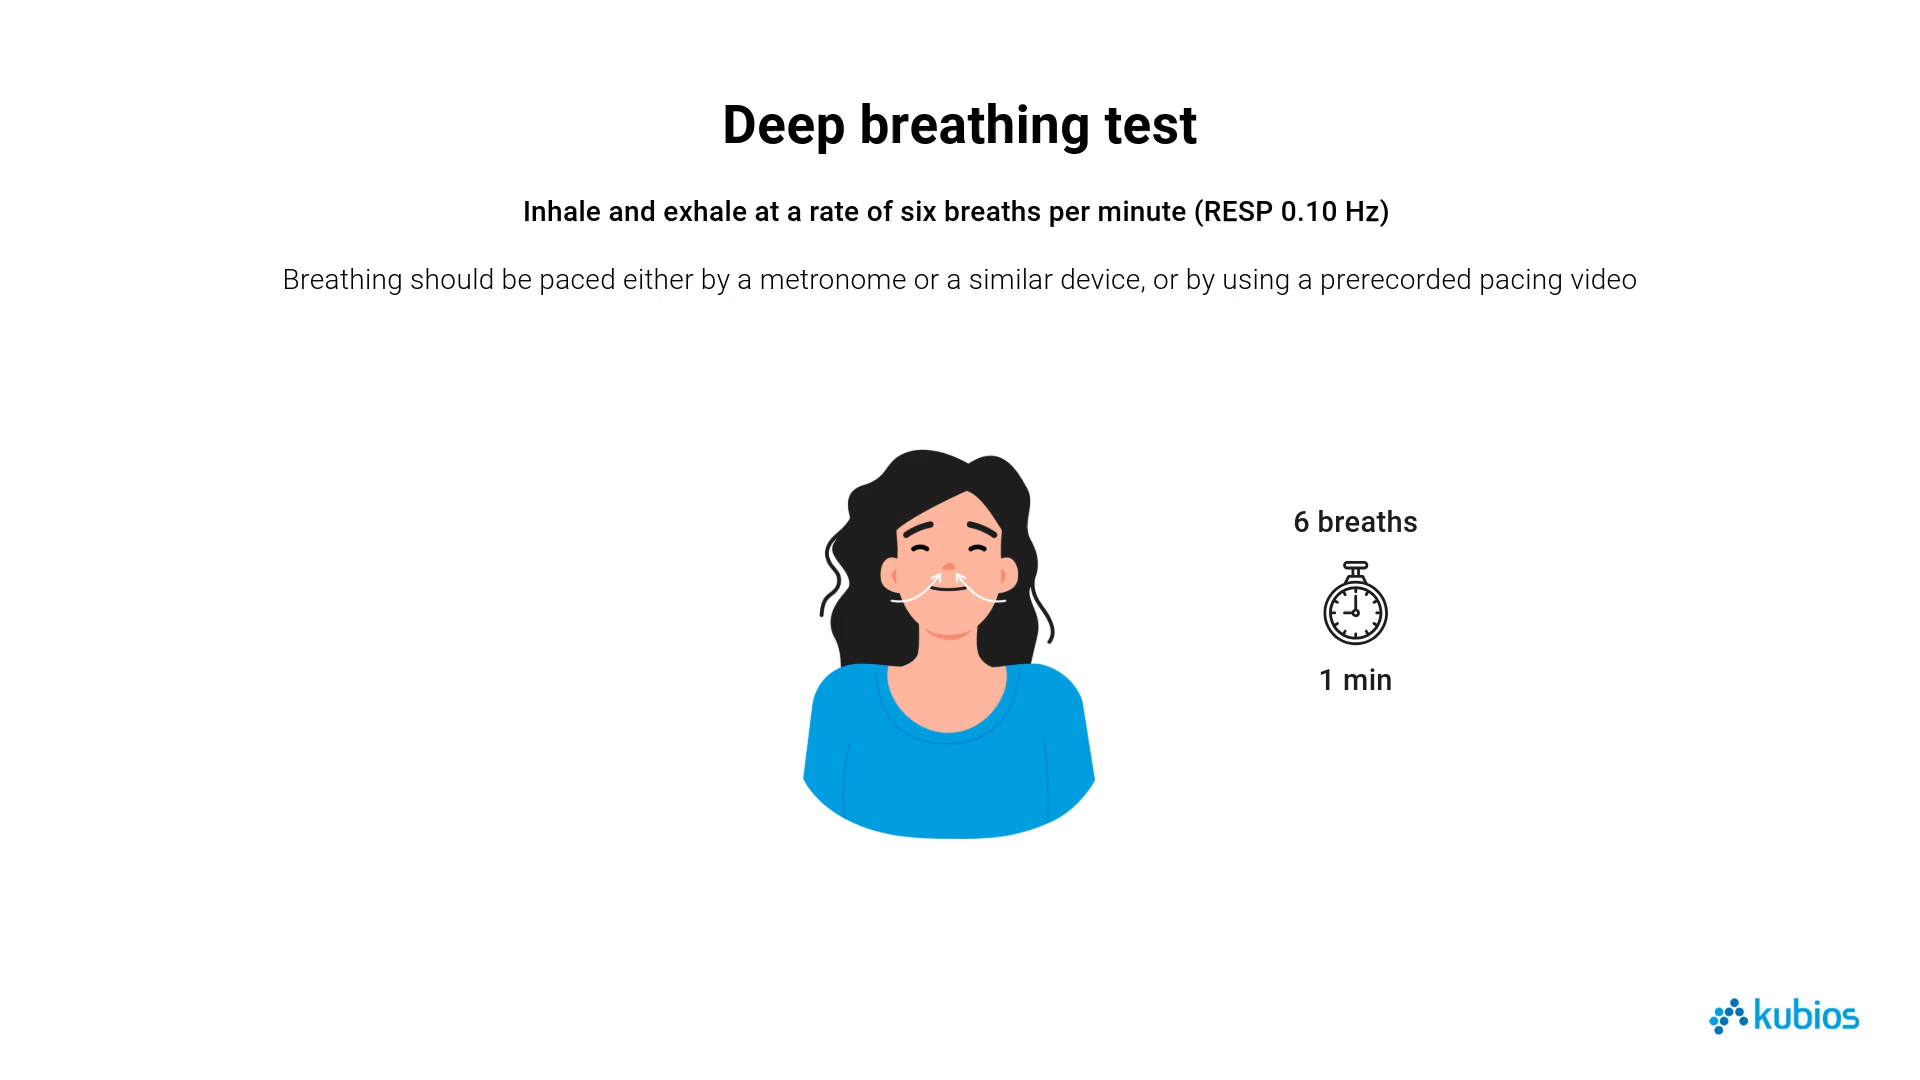 Deep breathing test
Inhale and exhale at a rate of six breaths per minute (RESP 0.10 Hz)
Breathing should be paced either by a metronome or a similar device, or by using a prerecorded pacing video
6 breaths
1 min
kubios